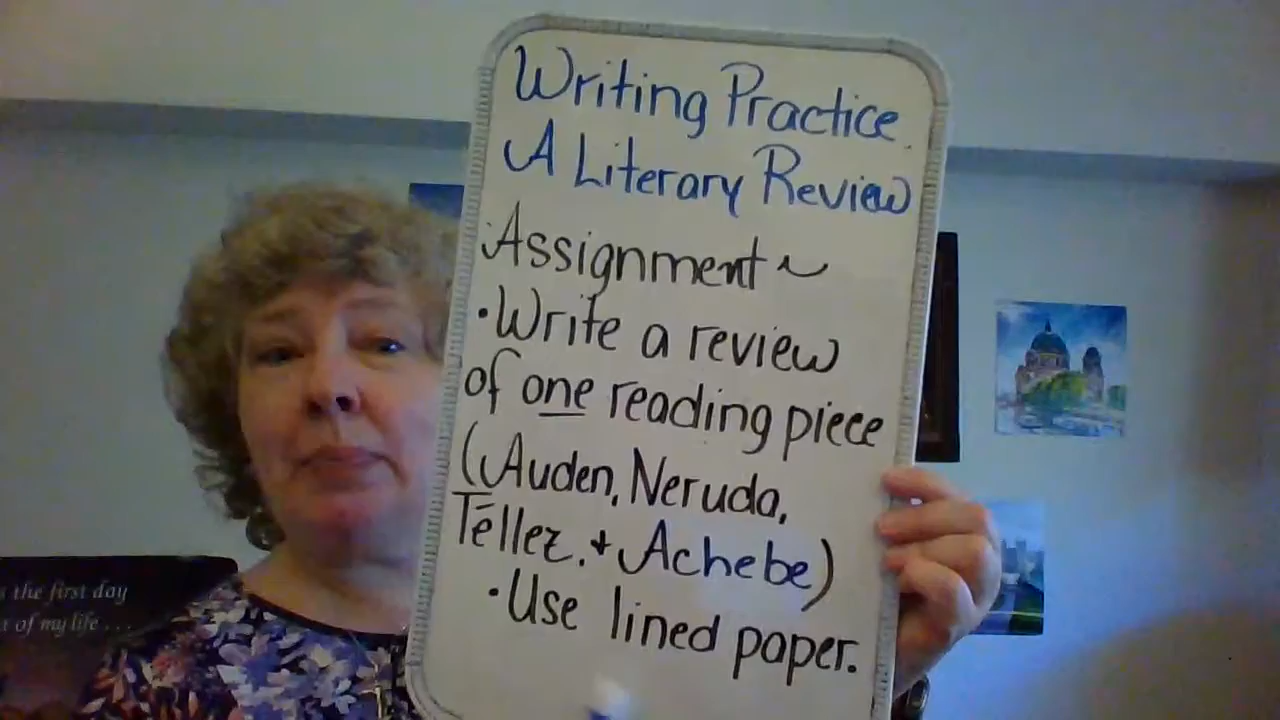 Writing Practice
A Literary Review
Assignment ~
• Write a review
of one reading piece
(Auden, Neruda,
Téllez, + Achebe)
• Use lined paper.
the first day
of my life . . .